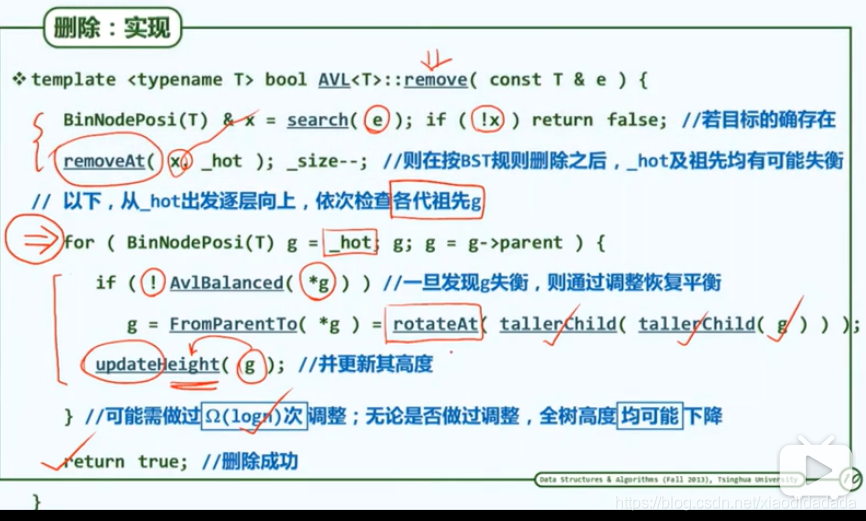 删除：实现
❖ template <typename T> bool AVL<T>::remove( const T & e ) {
BinNodePosi(T) & x = search( e ); if ( !x ) return false; //若目标的确存在
removeAt( x, _hot ); _size--; //则在按BST规则删除之后，_hot及祖先均有可能失衡
// 以下，从_hot出发逐层向上，依次检查各代祖先g
for ( BinNodePosi(T) g = _hot; g; g = g->parent ) {
if ( ! AvlBalanced( *g ) ) //一旦发现g失衡，则通过调整恢复平衡
g = FromParentTo( *g ) = rotateAt( tallerChild( tallerChild( g ) ) );
updateHeight( g ); //并更新其高度
} //可能需做过Ω(logn)次调整；无论是否做过调整，全树高度均可能下降
return true; //删除成功
Data Structures & Algorithms (Fall 2013), Tsinghua University
}
https://blog.csdn.net/xiaodidadada